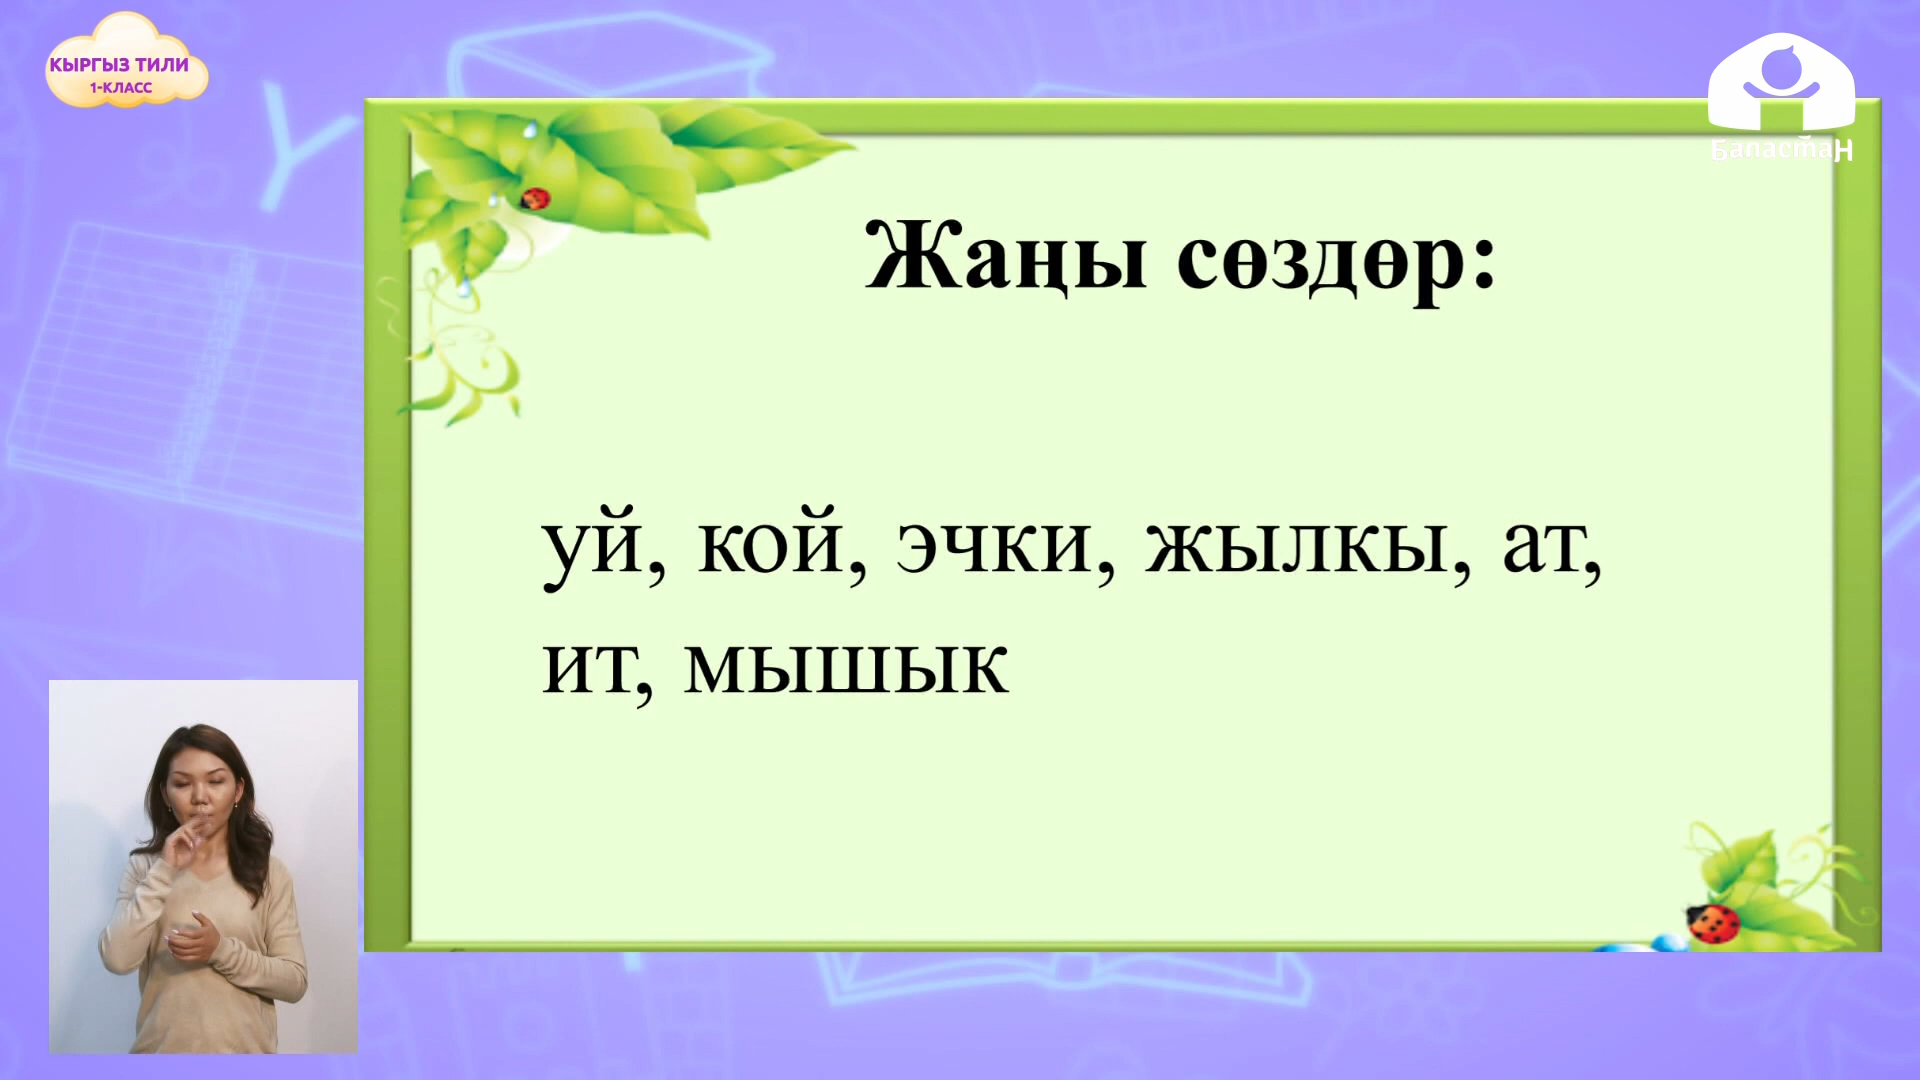 КЫРГЫЗ ТИЛИ
1-КЛАСС
Баластан
Жаңы сөздөр:
уй, кой, эчки, жылкы, ат,
ит, мышык